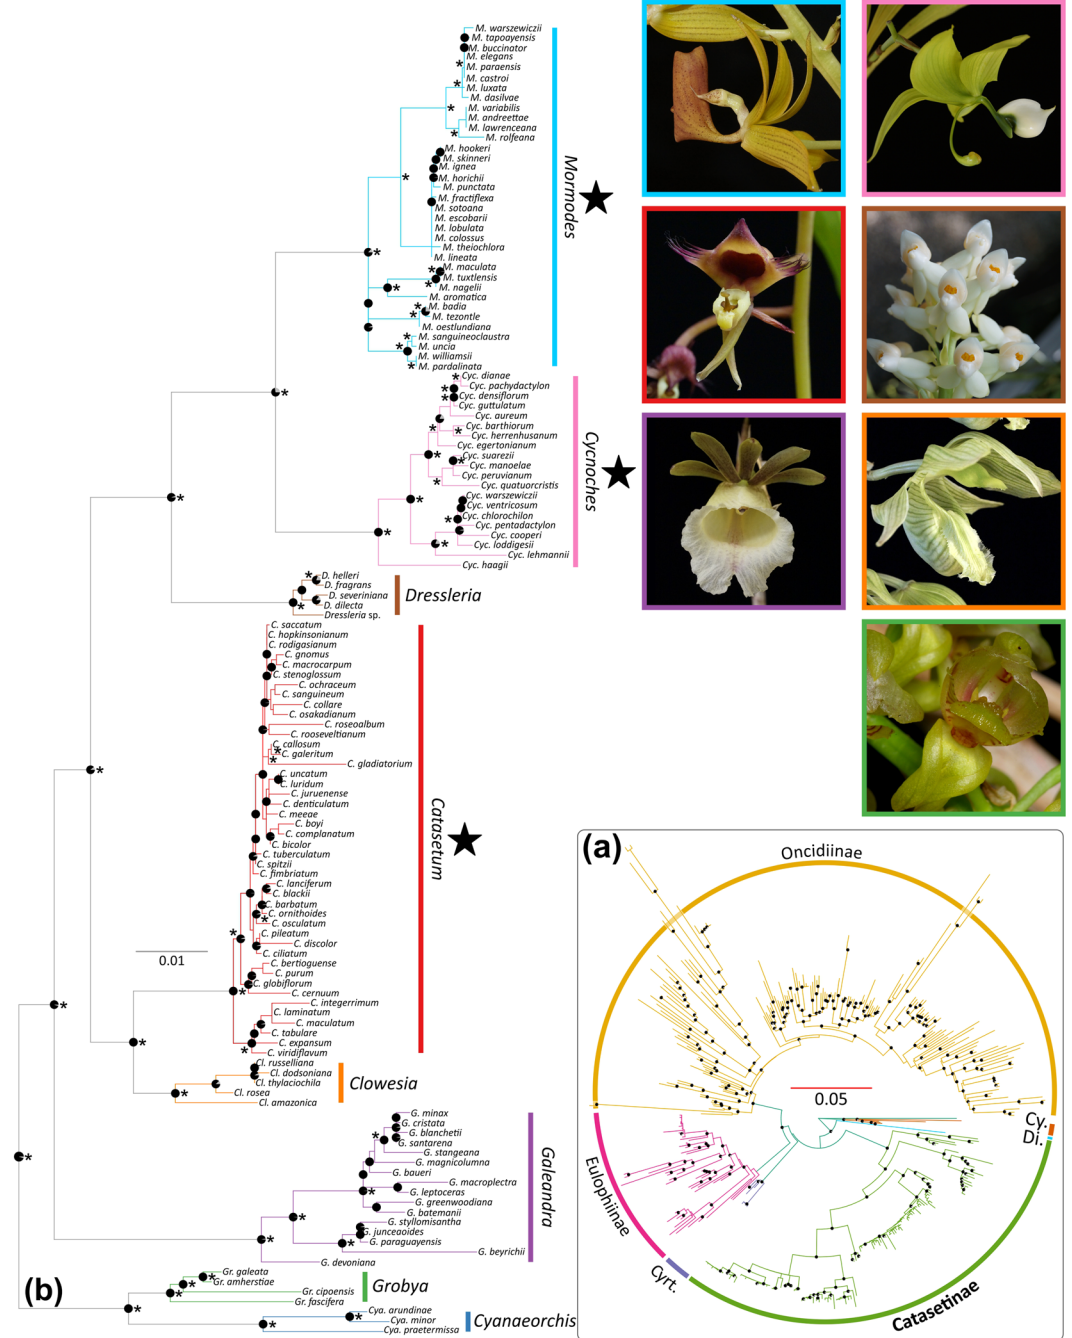 M. warszewiczii
M. tapoayensis
M. buccinator
M. elegans
M. paraensis
M. castroi
M. luxata
M. dasilvae
M. variabilis
M. andreettae
M. lawrenceana
M. rolfeana
M. hookeri
M. skinneri
M. ignea
M. horichii
M. punctata
M. fractiflexa
M. sotoana
M. escobarii
M. lobulata
M. colossus
M. theiochlora
M. lineata
M. maculata
M. tuxtlensis
M. nagelii
M. aromatica
M. badia
M. tezontle
M. oestlundiana
M. sanguineoclaustra
M. uncia
M. williamsii
M. pardalinata
Mormodes
Cyc. dianae
Cyc. pachydactylon
Cyc. densiflorum
Cyc. guttulatum
Cyc. aureum
Cyc. barthiorum
Cyc. herrenhusanum
Cyc. egertonianum
Cyc. suarezii
Cyc. manoelae
Cyc. peruvianum
Cyc. quatuorcristis
Cyc. warszewiczii
Cyc. ventricosum
Cyc. chlorochilon
Cyc. pentadactylon
Cyc. cooperi
Cyc. loddigesii
Cyc. lehmannii
Cyc. haagii
Cycnoches
D. helleri
D. fragrans
D. severiniana
D. dilecta
Dressleria sp.
Dressleria
C. saccatum
C. hopkinsonianum
C. rodigasianum
C. gnomus
C. macrocarpum
C. stenoglossum
C. ochraceum
C. sanguineum
C. collare
C. osakadianum
C. roseoalbum
C. rooseveltianum
C. callosum
C. galeritum
C. gladiatorium
C. uncatum
C. luridum
C. juruenense
C. denticulatum
C. meeae
C. boyi
C. complanatum
C. bicolor
C. tuberculatum
C. spitzii
C. fimbriatum
C. lanciferum
C. blackii
C. barbatum
C. ornithoides
C. osculatum
C. pileatum
C. discolor
C. ciliatum
C. bertioguense
C. purum
C. globiflorum
C. cernuum
C. integerrimum
C. laminatum
C. maculatum
C. tabulare
C. expansum
C. viridiflavum
Catasetum
0.01
Cl. russelliana
Cl. dodsoniana
Cl. thylaciochila
Cl. rosea
Cl. amazonica
Clowesia
G. minax
G. cristata
G. blanchetii
G. santarena
G. stangeana
G. magnicolumna
G. baueri
G. macroplectra
G. leptoceras
G. greenwoodiana
G. batemanii
G. styllomisantha
G. junceaoides
G. paraguayensis
G. beyrichii
G. devoniana
Galeandra
Gr. galeata
Gr. amherstiae
Gr. cipoensis
Gr. fascifera
Grobya
Cya. arundinae
Cya. minor
Cya. praetermissa
Cyanaeorchis
(b)
(a)
Oncidiinae
0.05
Cy.
Di.
Eulophiinae
Cyrt.
Catasetinae